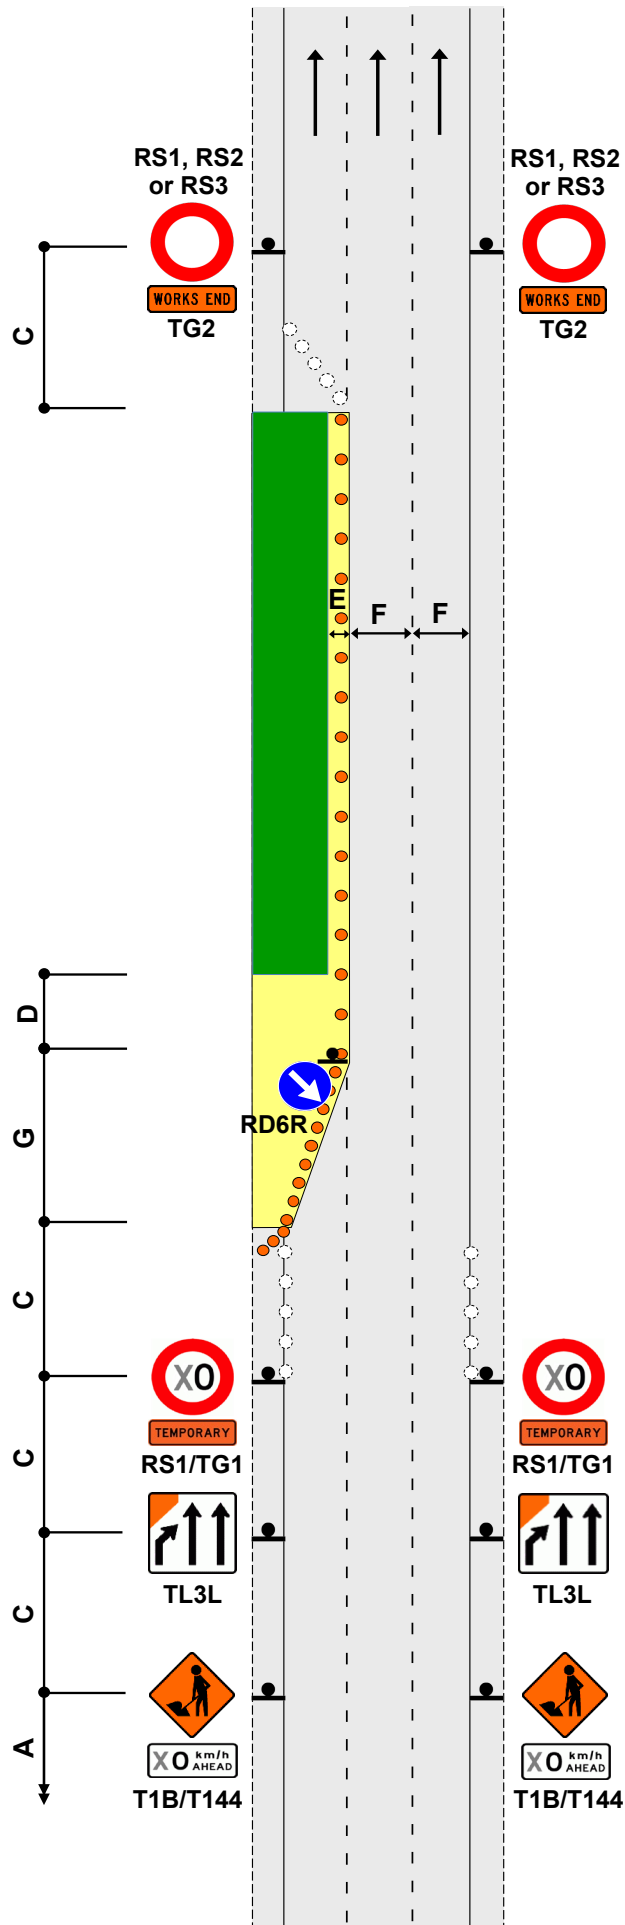 RS1, RS2
or RS3
WORKS END
TG2
RS1, RS2
or RS3
WORKS END
TG2
C
E
F
F
D
G
RD6R
C
X0
TEMPORARY
RS1/TG1
X0
TEMPORARY
RS1/TG1
C
TL3L
TL3L
C
X0 km/h
AHEAD
T1B/T144
X0 km/h
AHEAD
T1B/T144
A